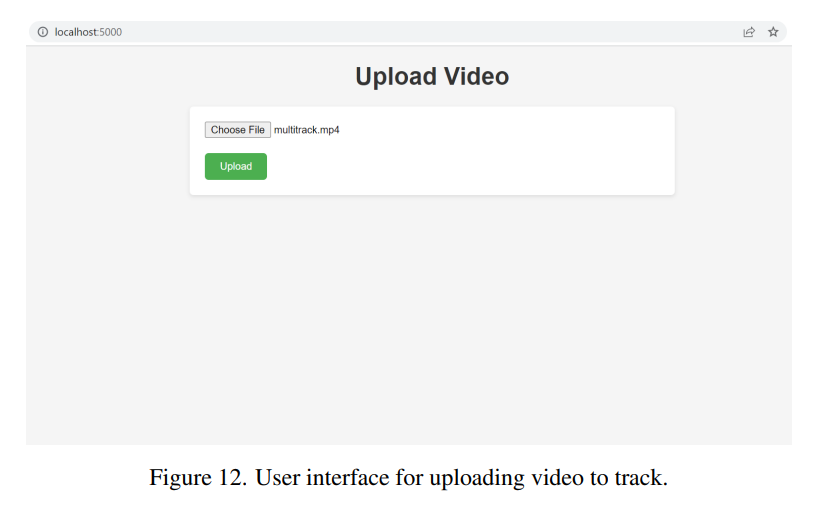 localhost:5000
Upload Video
Choose File multitrack.mp4
Upload
Figure 12. User interface for uploading video to track.